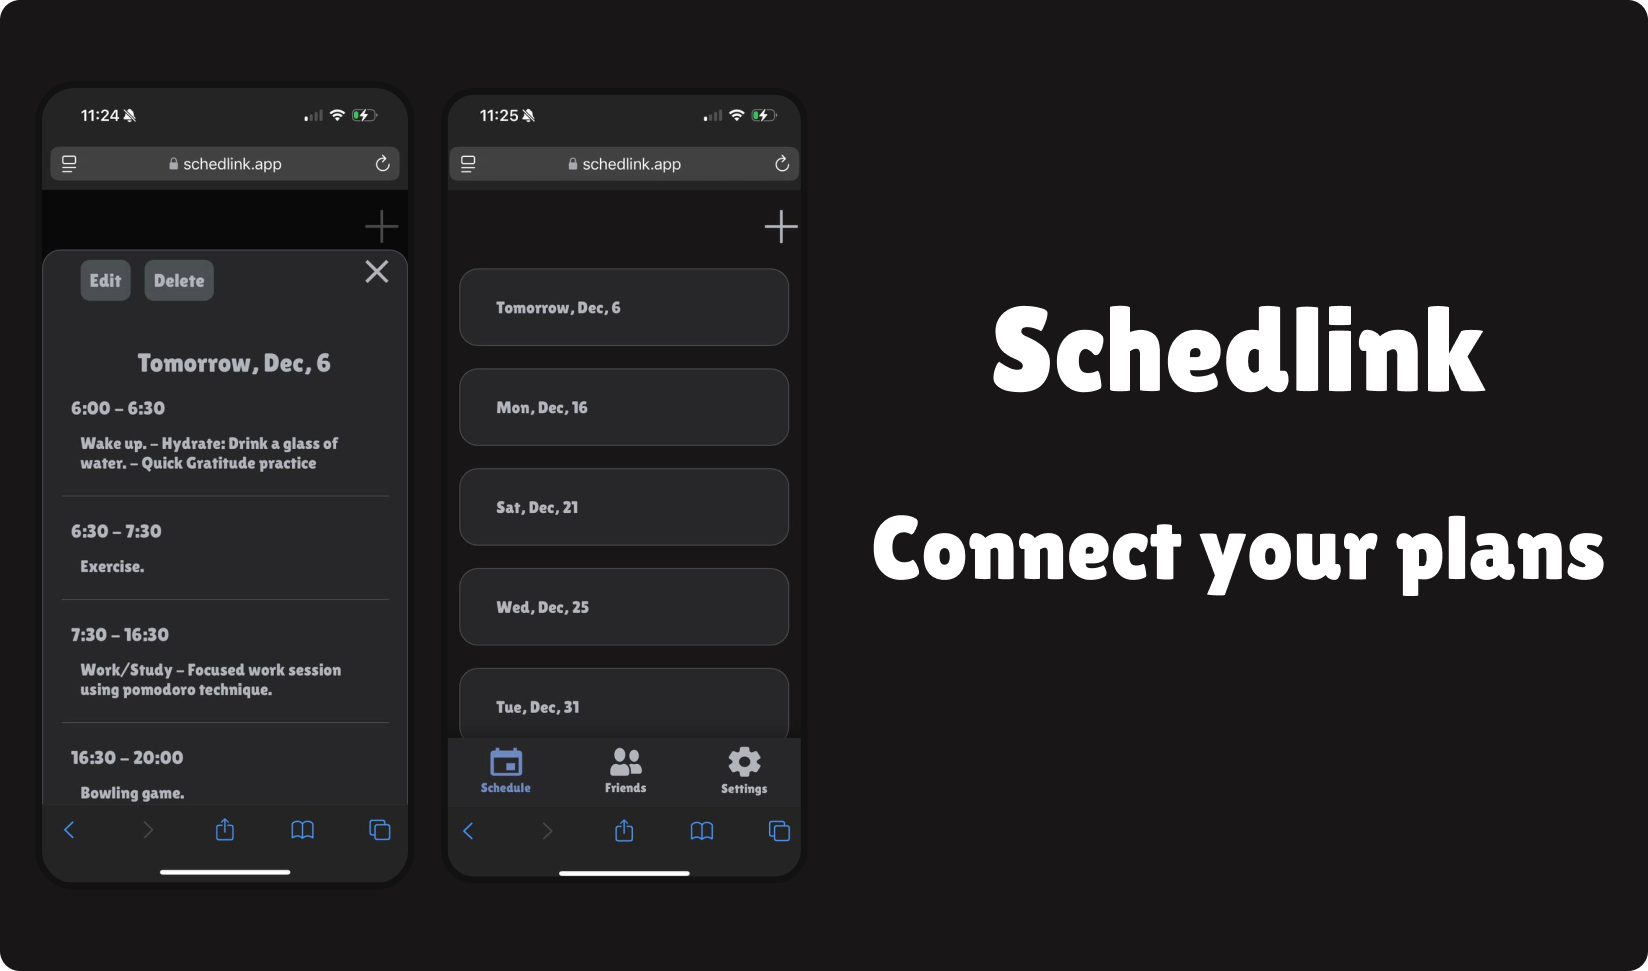 11:24
schedlink.app
Edit
Delete
Tomorrow, Dec, 6
6:00 - 6:30
Wake up. - Hydrate: Drink a glass of
water. - Quick Gratitude practice
6:30 - 7:30
Exercise.
7:30 - 16:30
Work/Study - Focused work session
using pomodoro technique.
16:30 - 20:00
Bowling game.
11:25
schedlink.app
Tomorrow, Dec, 6
Mon, Dec, 16
Sat, Dec, 21
Wed, Dec, 25
Tue, Dec, 31
Schedule
Friends
Settings
Schedlink
Connect your plans